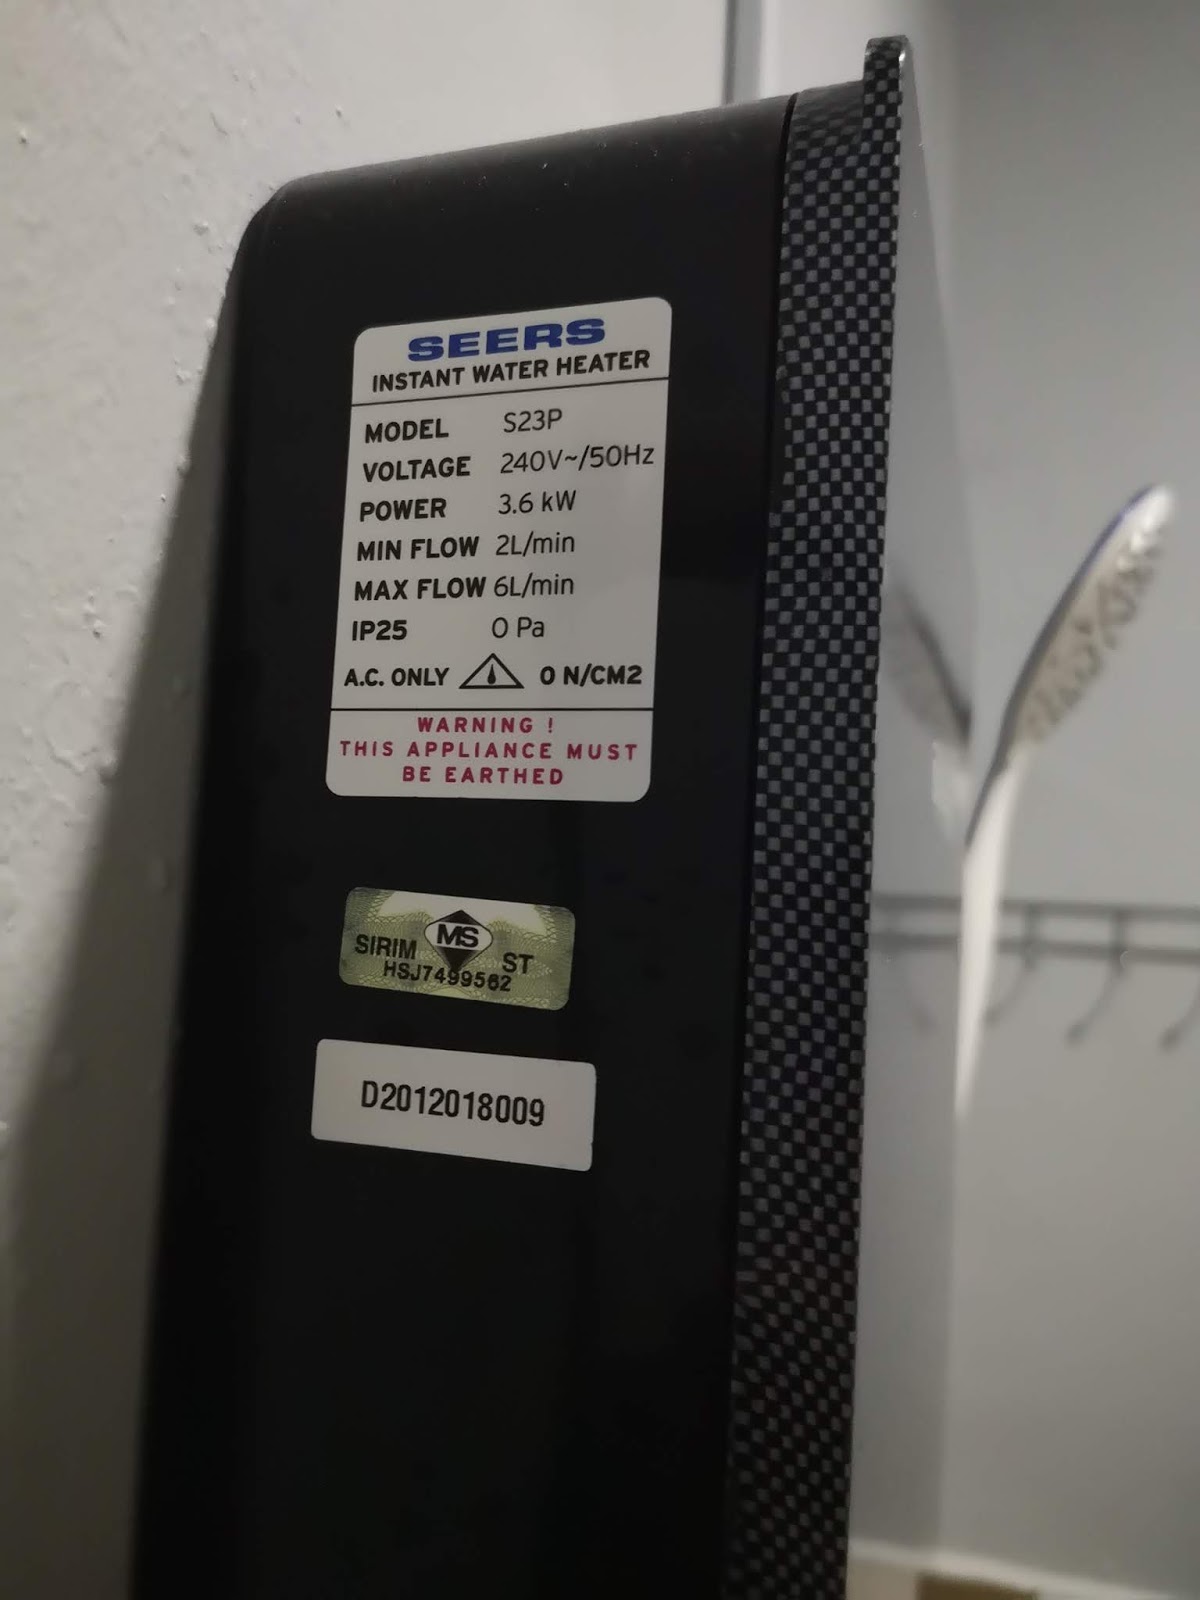 SEERS
INSTANT WATER HEATER
MODEL S23P
VOLTAGE 240V~/50Hz
POWER 3.6 kW
MIN FLOW 2L/min
MAX FLOW 6L/min
IP25 0 Pa
A.C. ONLY 0 N/CM2
WARNING !
THIS APPLIANCE MUST
BE EARTHED
SIRIM MS ST
HSJ7499562
D2012018009